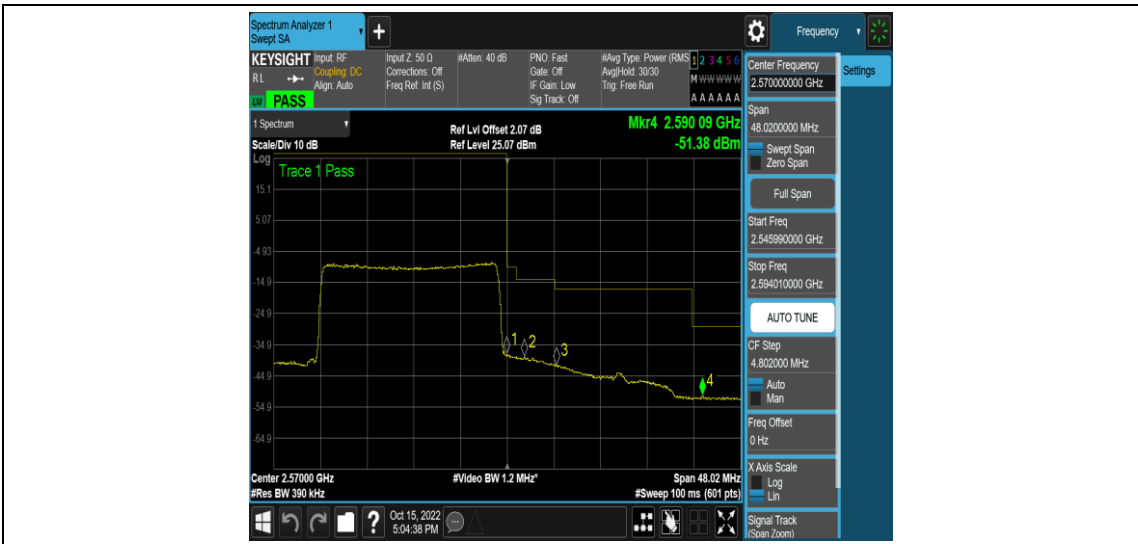 Spectrum Analyzer 1
Swept SA
+
Frequency
KEYSIGHT
RL
LXI
PASS
Input: RF
Coupling: DC
Align: Auto
Input Z: 50 Ω
Corrections: Off
Freq Ref: Int (S)
#Atten: 40 dB
PNO: Fast
Gate: Off
IF Gain: Low
Sig Track: Off
#Avg Type: Power (RMS
Avg|Hold: 30/30
Trig: Free Run
1 2 3 4 5 6
M W W W W W
A A A A A A
1 Spectrum
Scale/Div 10 dB
Ref Lvl Offset 2.07 dB
Ref Level 25.07 dBm
Mkr4 2.590 09 GHz
-51.38 dBm
Log
Trace 1 Pass
15.1
5.07
-4.93
-14.9
-24.9
-34.9
-44.9
-54.9
-64.9
1
2
3
4
Center 2.57000 GHz
#Res BW 390 kHz
#Video BW 1.2 MHz*
Span 48.02 MHz
#Sweep 100 ms (601 pts)
?
Oct 15, 2022
5:04:38 PM
Center Frequency
2.570000000 GHz
Settings
Span
48.0200000 MHz
Swept Span
Zero Span
Full Span
Start Freq
2.545990000 GHz
Stop Freq
2.594010000 GHz
AUTO TUNE
CF Step
4.802000 MHz
Auto
Man
Freq Offset
0 Hz
X Axis Scale
Log
Lin
Signal Track
(Span Zoom)